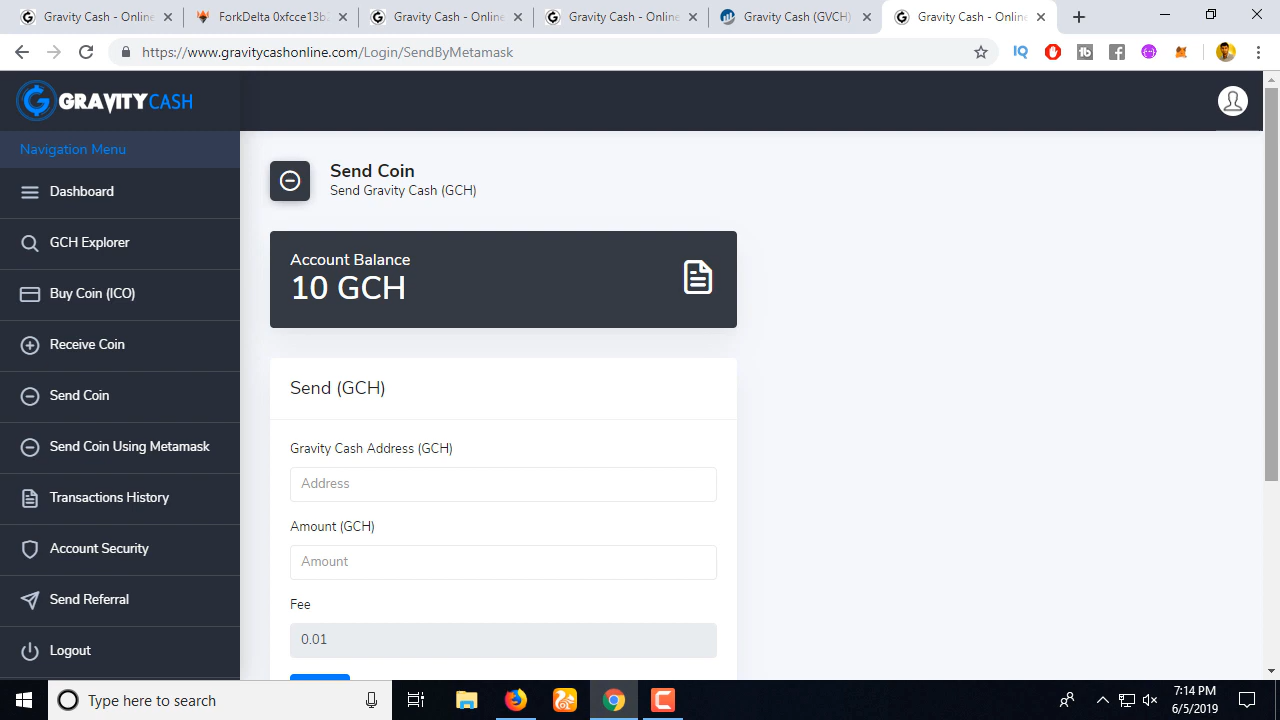 Gravity Cash - Online
ForkDelta 0xfcce13b
Gravity Cash - Online
Gravity Cash - Online
Gravity Cash (GVCH)
Gravity Cash - Online
https://www.gravitycashonline.com/Login/SendByMetamask
IQ
tb
GRAVITYCASH
Navigation Menu
Dashboard
GCH Explorer
Buy Coin (ICO)
Receive Coin
Send Coin
Send Coin Using Metamask
Transactions History
Account Security
Send Referral
Logout
Send Coin
Send Gravity Cash (GCH)
Account Balance
10 GCH
Send (GCH)
Gravity Cash Address (GCH)
Address
Amount (GCH)
Amount
Fee
0.01
Type here to search
7:14 PM
6/5/2019